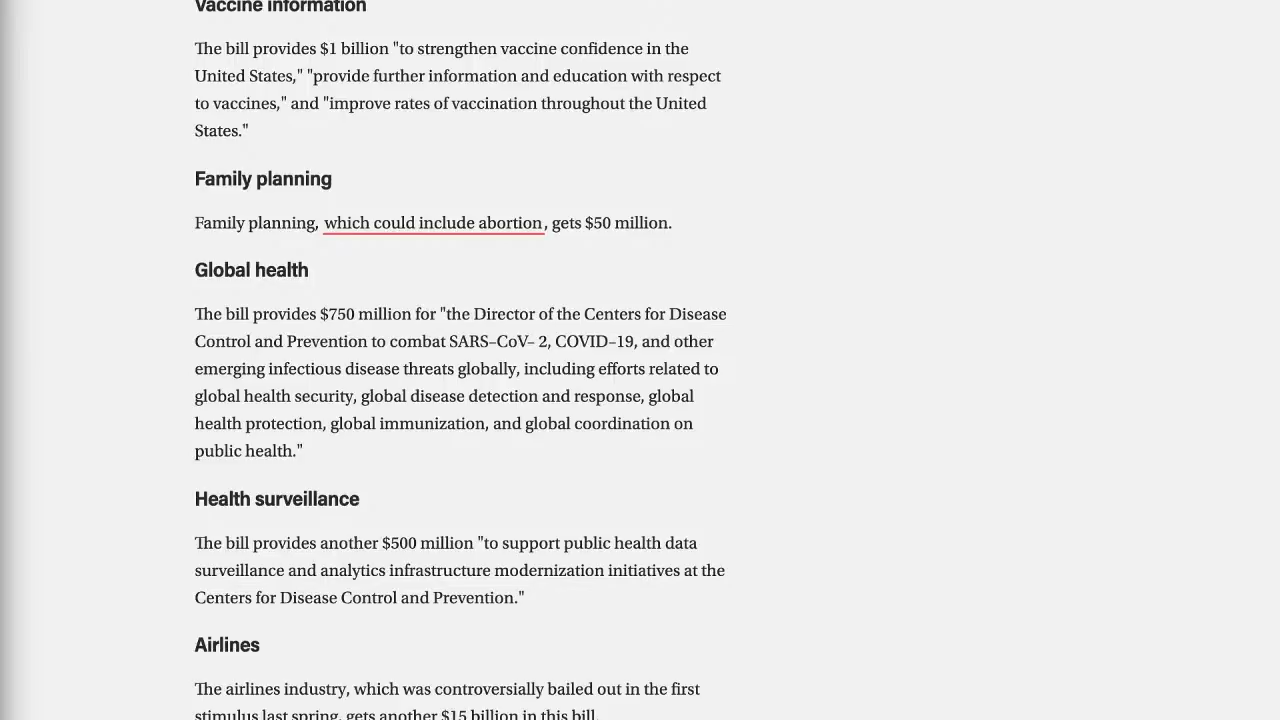 Vaccine information
The bill provides $1 billion "to strengthen vaccine confidence in the
United States," "provide further information and education with respect
to vaccines," and "improve rates of vaccination throughout the United
States."
Family planning
Family planning, which could include abortion, gets $50 million.
Global health
The bill provides $750 million for "the Director of the Centers for Disease
Control and Prevention to combat SARS–CoV– 2, COVID–19, and other
emerging infectious disease threats globally, including efforts related to
global health security, global disease detection and response, global
health protection, global immunization, and global coordination on
public health."
Health surveillance
The bill provides another $500 million "to support public health data
surveillance and analytics infrastructure modernization initiatives at the
Centers for Disease Control and Prevention."
Airlines
The airlines industry, which was controversially bailed out in the first
stimulus last spring, gets another $15 billion in this bill.